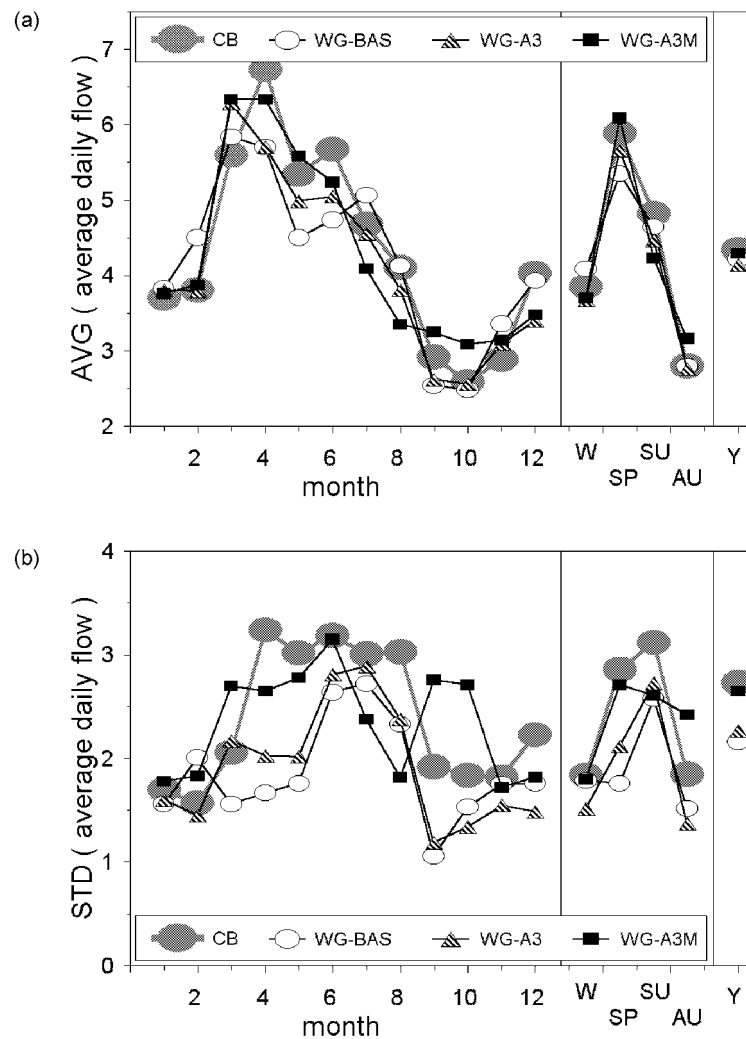 (a)
CB WG-BAS WG-A3 WG-A3M
AVG ( average daily flow )
7
6
5
4
3
2
2 4 6 8 10 12
month
W SP SU AU Y
(b)
STD ( average daily flow )
4
3
2
1
0
CB WG-BAS WG-A3 WG-A3M
2 4 6 8 10 12
month
W SP SU AU Y